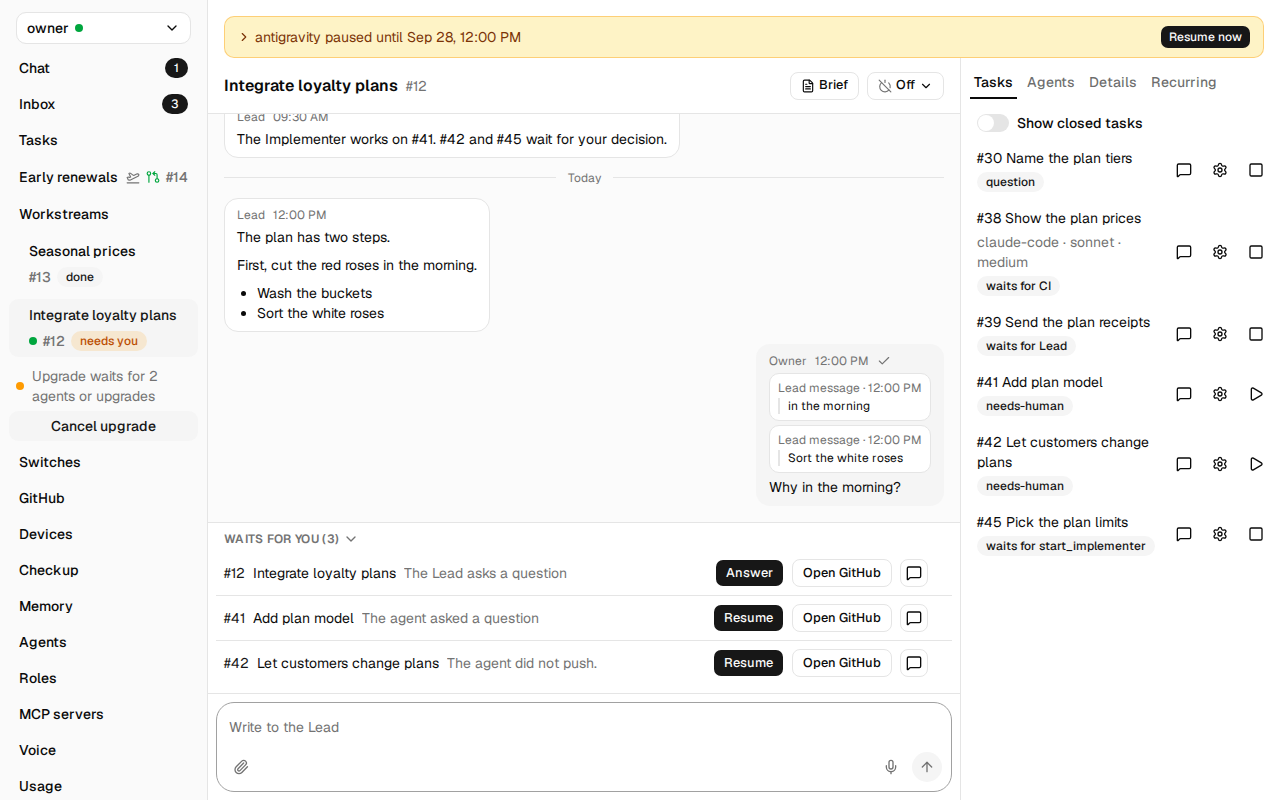 owner
Chat
1
Inbox
3
Tasks
Early renewals #14
Workstreams
Seasonal prices
#13 done
Integrate loyalty plans
#12 needs you
Upgrade waits for 2
agents or upgrades
Cancel upgrade
Switches
GitHub
Devices
Checkup
Memory
Agents
Roles
MCP servers
Voice
Usage
antigravity paused until Sep 28, 12:00 PM
Resume now
Integrate loyalty plans #12
Brief
Off
Lead 09:30 AM
The Implementer works on #41. #42 and #45 wait for your decision.
Today
Lead 12:00 PM
The plan has two steps.
First, cut the red roses in the morning.
• Wash the buckets
• Sort the white roses
Owner 12:00 PM
Lead message · 12:00 PM
in the morning
Lead message · 12:00 PM
Sort the white roses
Why in the morning?
WAITS FOR YOU (3)
#12 Integrate loyalty plans The Lead asks a question Answer Open GitHub
#41 Add plan model The agent asked a question Resume Open GitHub
#42 Let customers change plans The agent did not push. Resume Open GitHub
Write to the Lead
Tasks Agents Details Recurring
Show closed tasks
#30 Name the plan tiers
question
#38 Show the plan prices
claude-code · sonnet ·
medium
waits for CI
#39 Send the plan receipts
waits for Lead
#41 Add plan model
needs-human
#42 Let customers change
plans
needs-human
#45 Pick the plan limits
waits for start_implementer